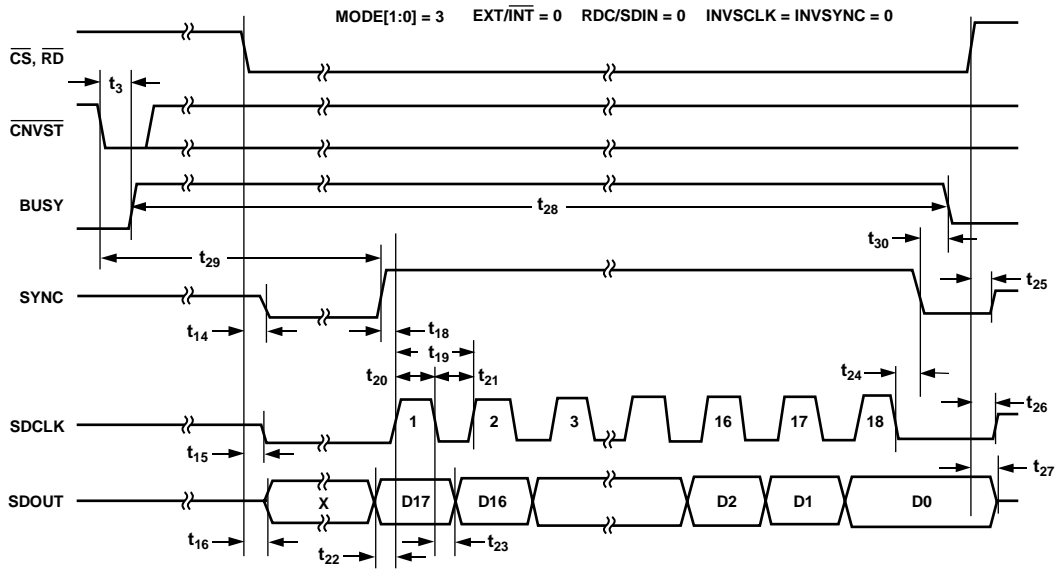 MODE[1:0] = 3 EXT/INT = 0 RDC/SDIN = 0 INVSCLK = INVSYNC = 0
CS, RD
t3
CNVST
BUSY
t28
t30
t29
t25
SYNC
t14
t18
t19
t20
t21
t24
t26
SDCLK
1
2
3
16
17
18
t15
t27
SDOUT
X
D17
D16
D2
D1
D0
t16
t22
t23